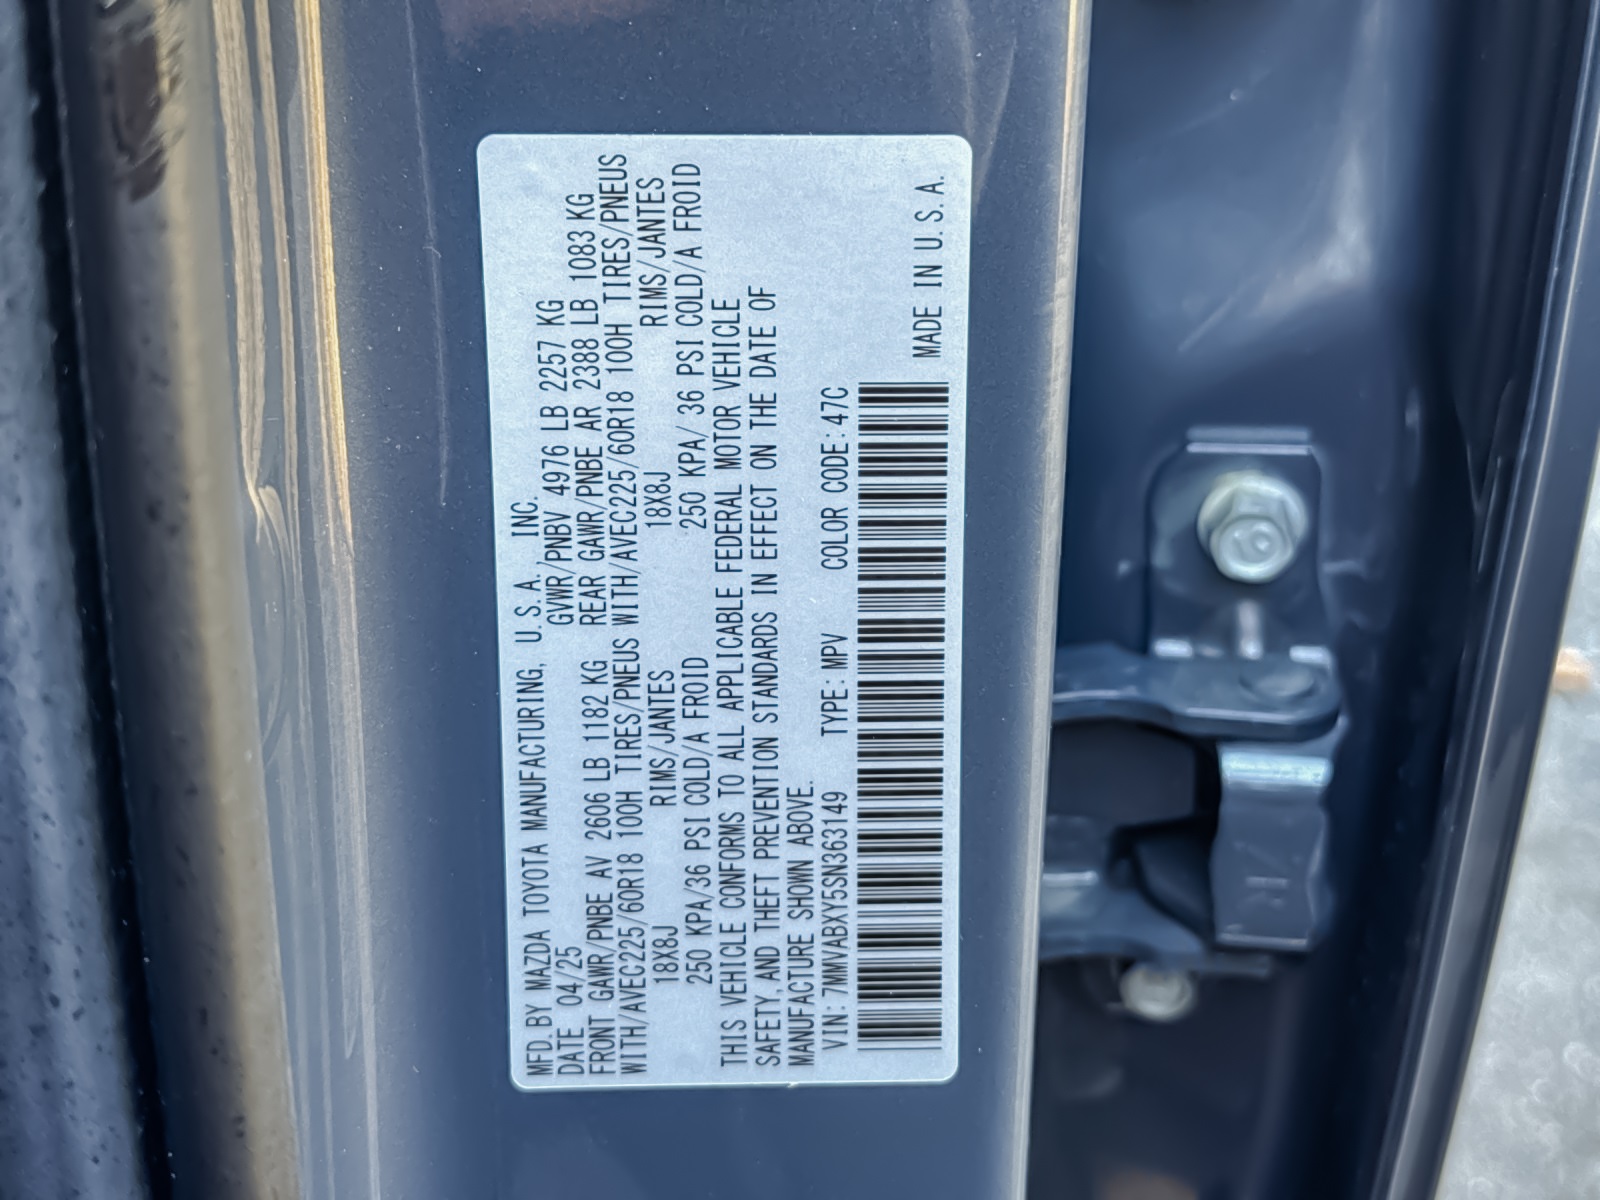 MFD. BY MAZDA TOYOTA MANUFACTURING, U.S.A., INC.
DATE 04/25 GVWR/PNBV 4976 LB 2257 KG
FRONT GAWR/PNBE AV 2606 LB 1182 KG REAR GAWR/PNBE AR 2388 LB 1083 KG
WITH/AVEC225/60R18 100H TIRES/PNEUS WITH/AVEC225/60R18 100H TIRES/PNEUS
18X8J RIMS/JANTES 18X8J RIMS/JANTES
250 KPA/36 PSI COLD/A FROID 250 KPA/ 36 PSI COLD/A FROID
THIS VEHICLE CONFORMS TO ALL APPLICABLE FEDERAL MOTOR VEHICLE
SAFETY,AND THEFT PREVENTION STANDARDS IN EFFECT ON THE DATE OF
MANUFACTURE SHOWN ABOVE.
VIN: 7MMVABXY5SN363149 TYPE: MPV COLOR CODE: 47C
MADE IN U.S.A.